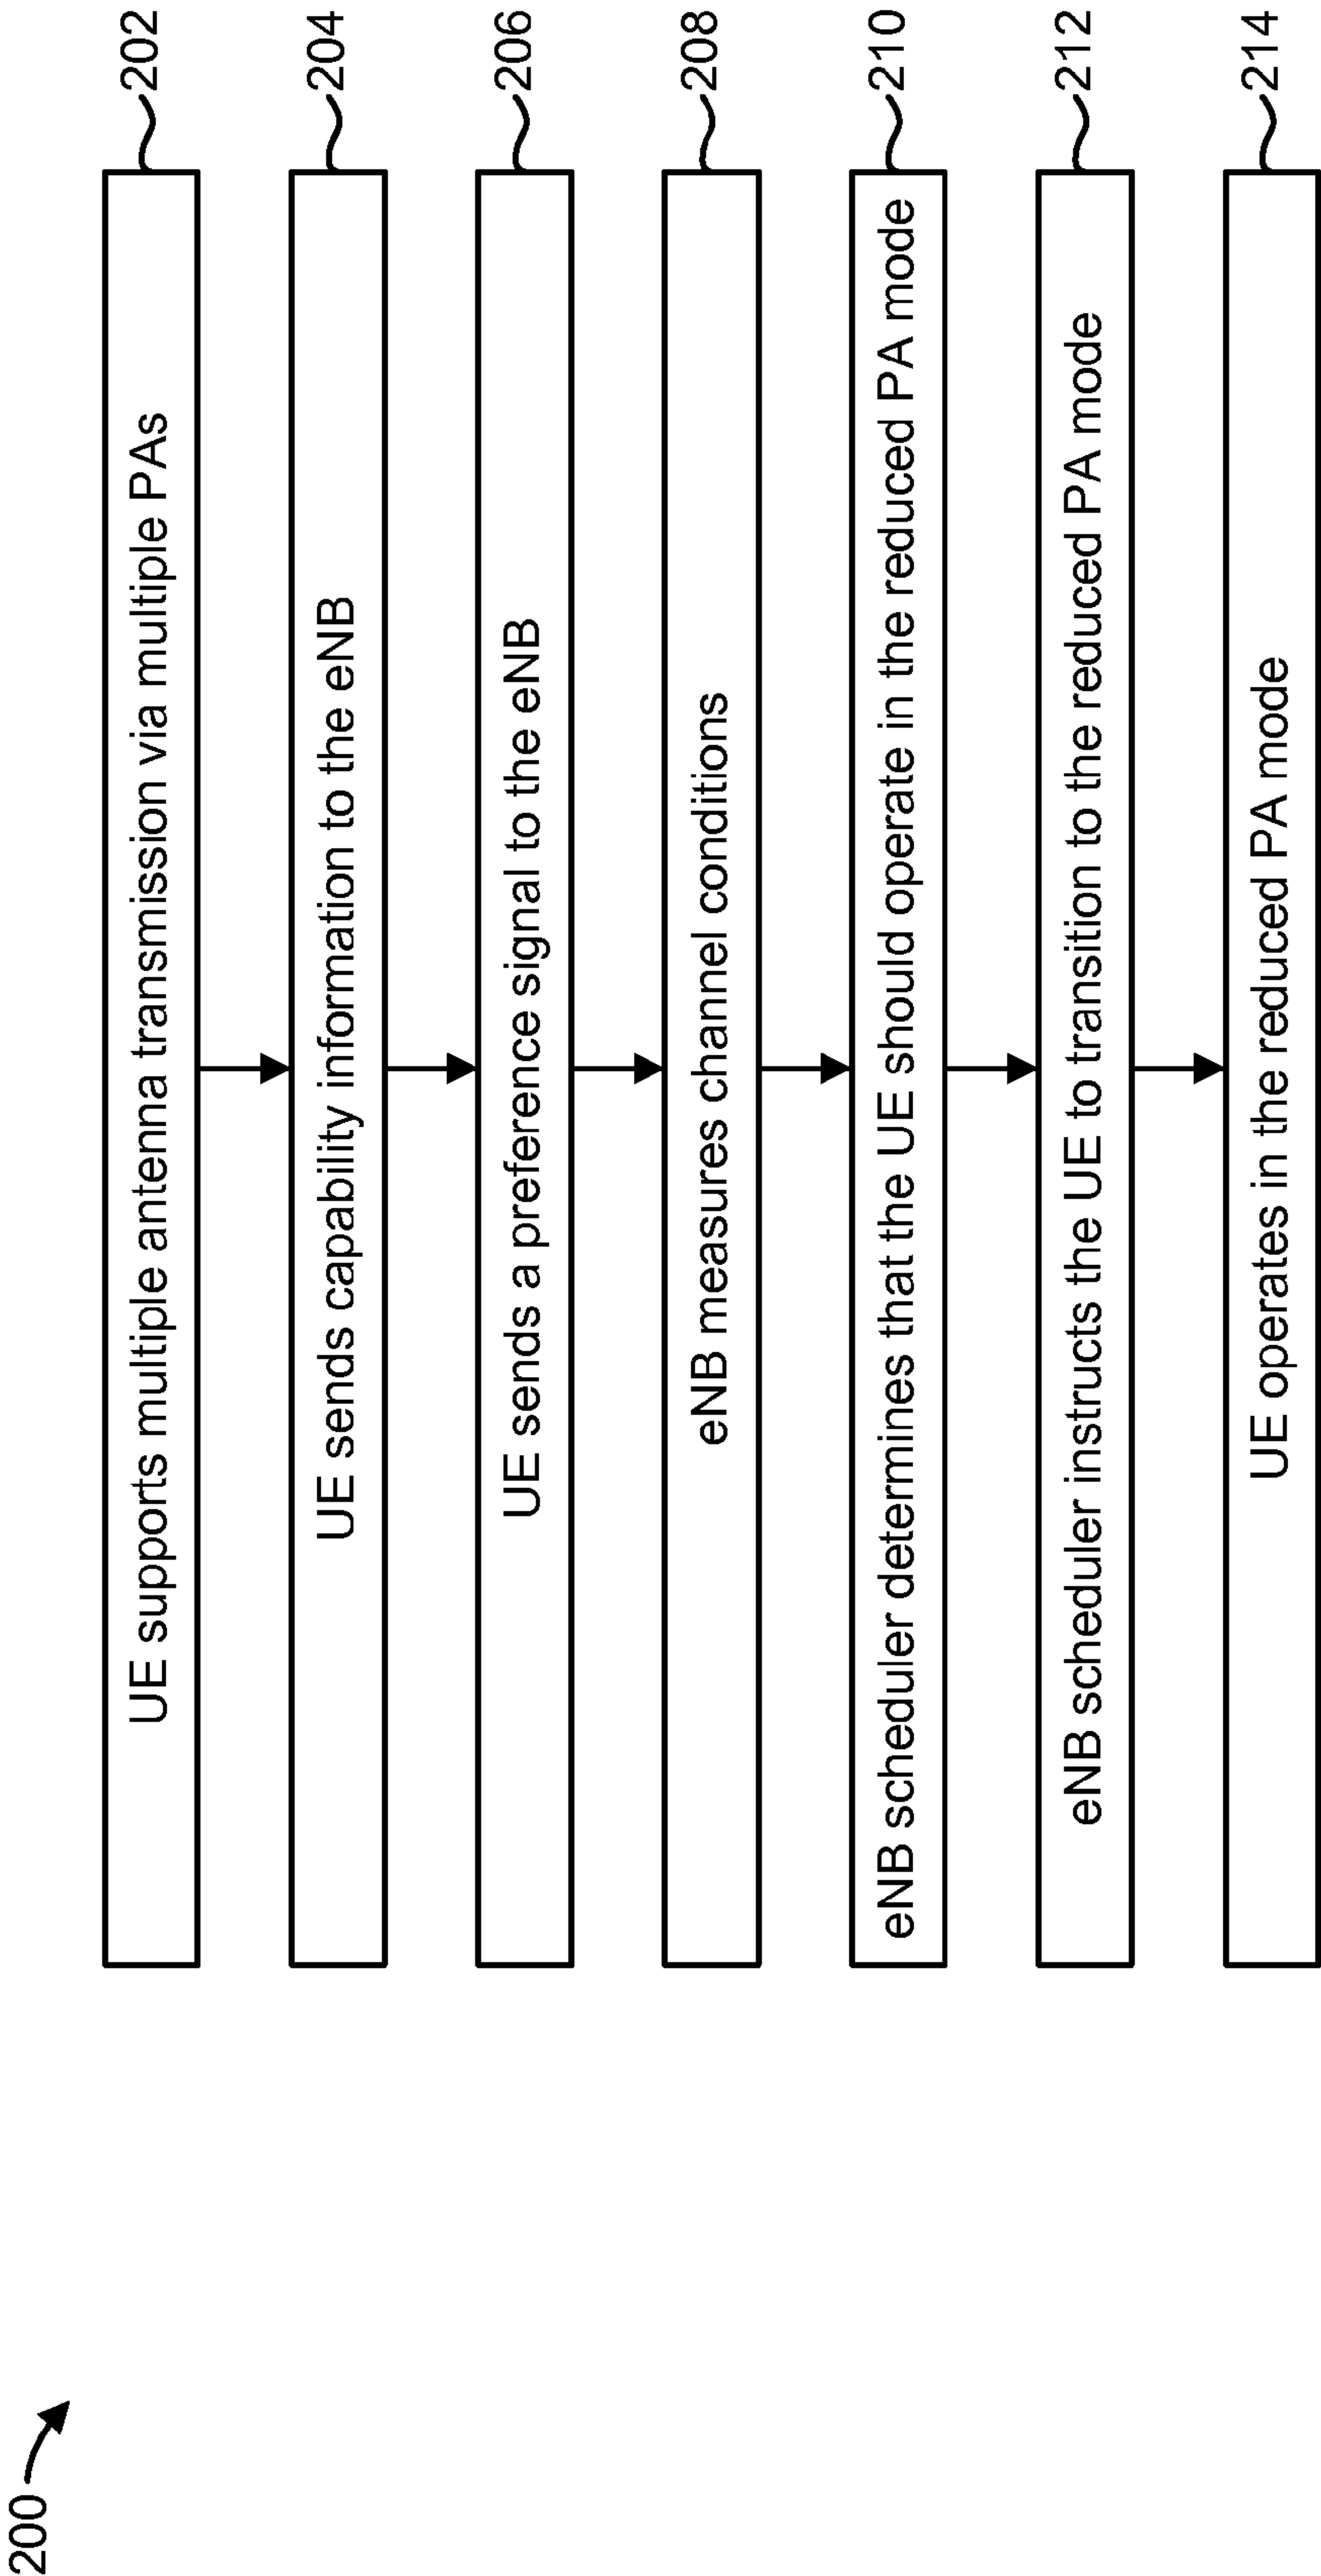 200
UE supports multiple antenna transmission via multiple PAs
202
UE sends capability information to the eNB
204
UE sends a preference signal to the eNB
206
eNB measures channel conditions
208
eNB scheduler determines that the UE should operate in the reduced PA mode
210
eNB scheduler instructs the UE to transition to the reduced PA mode
212
UE operates in the reduced PA mode
214